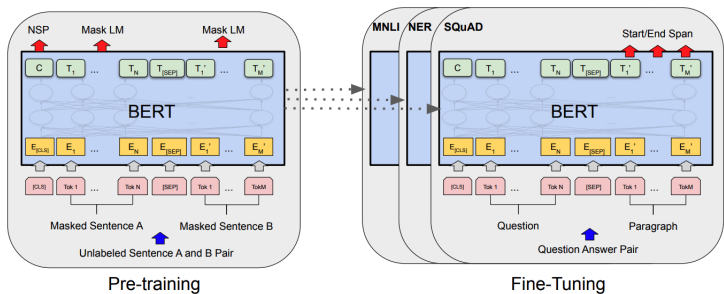 NSP Mask LM Mask LM
C T1 ... TN T[SEP] T1' ... TM'
BERT
E[CLS] E1 ... EN E[SEP] E1' ... EM'
[CLS] Tok 1 ... Tok N [SEP] Tok 1 ... TokM
Masked Sentence A Masked Sentence B
Unlabeled Sentence A and B Pair
Pre-training
MNLI NER SQuAD
Start/End Span
C T1 ... TN T[SEP] T1' ... TM'
BERT
E[CLS] E1 ... EN E[SEP] E1' ... EM'
[CLS] Tok 1 ... Tok N [SEP] Tok 1 ... TokM
Question Paragraph
Question Answer Pair
Fine-Tuning